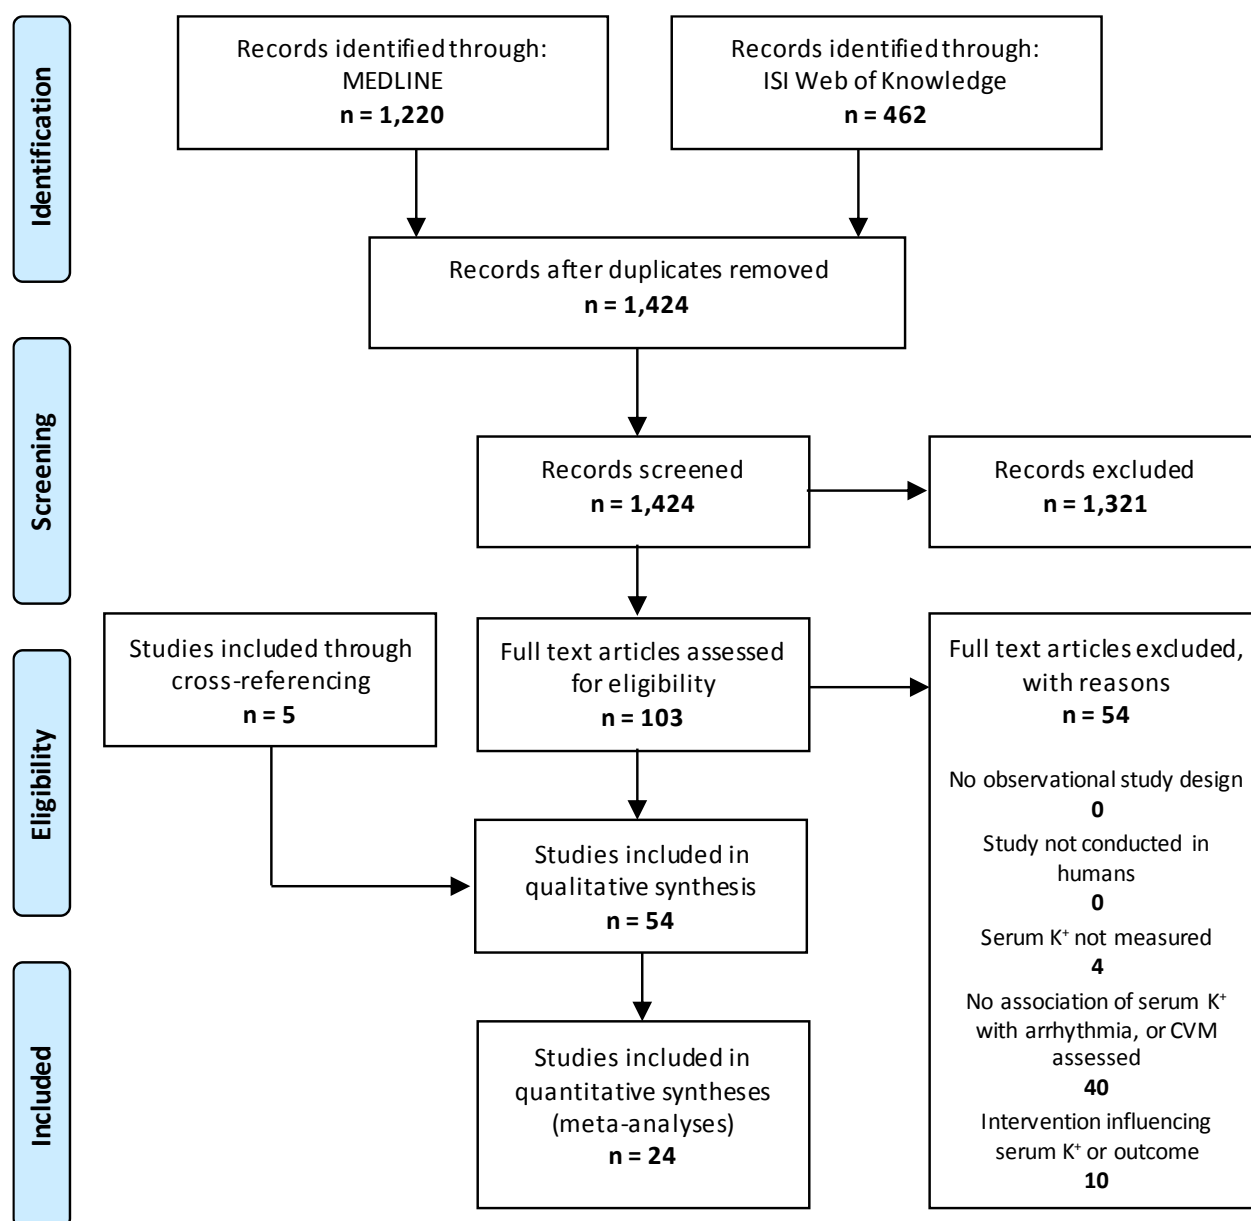 Identification
Records identified through:
MEDLINE
n = 1,220
Records identified through:
ISI Web of Knowledge
n = 462
Records after duplicates removed
n = 1,424
Screening
Records screened
n = 1,424
Records excluded
n = 1,321
Eligibility
Studies included through
cross-referencing
n = 5
Full text articles assessed
for eligibility
n = 103
Full text articles excluded,
with reasons
n = 54
No observational study design
0
Study not conducted in
humans
0
Serum K⁺ not measured
4
No association of serum K⁺
with arrhythmia, or CVM
assessed
40
Intervention influencing
serum K⁺ or outcome
10
Studies included in
qualitative synthesis
n = 54
Included
Studies included in
quantitative syntheses
(meta-analyses)
n = 24